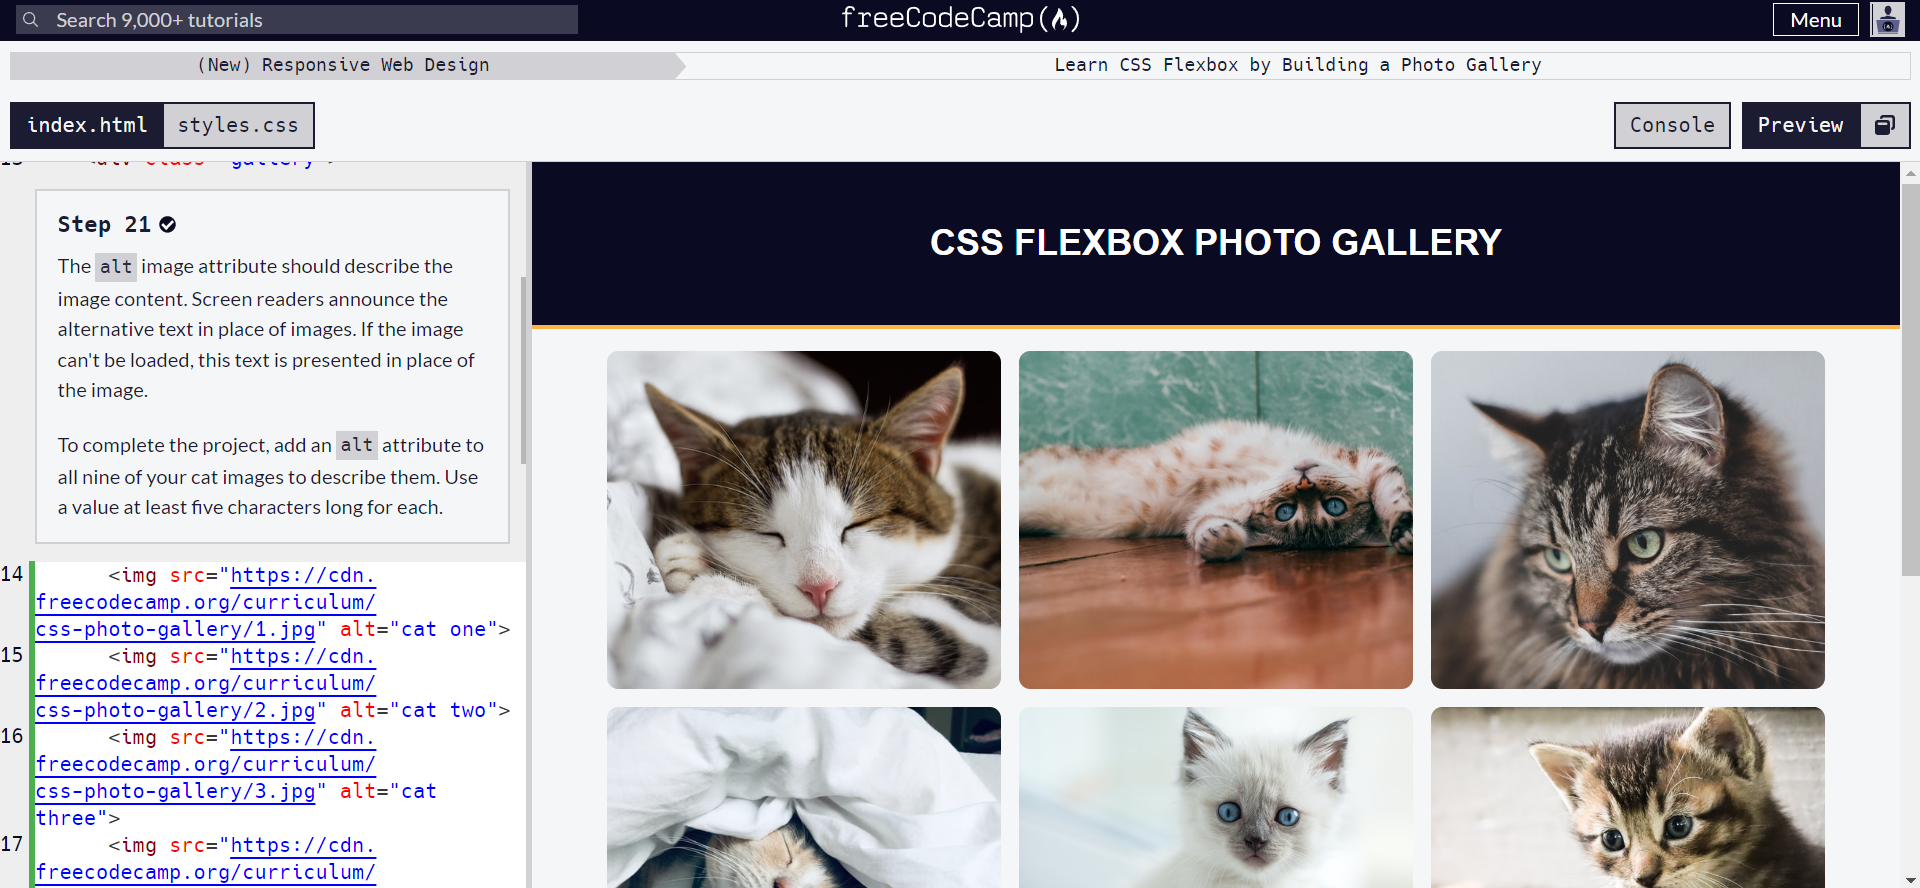 Search 9,000+ tutorials
freeCodeCamp
Menu
(New) Responsive Web Design
Learn CSS Flexbox by Building a Photo Gallery
index.html
styles.css
Console
Preview
Step 21
The alt image attribute should describe the
image content. Screen readers announce the
alternative text in place of images. If the image
can't be loaded, this text is presented in place of
the image.
To complete the project, add an alt attribute to
all nine of your cat images to describe them. Use
a value at least five characters long for each.
14 <img src="https://cdn.
freecodecamp.org/curriculum/
css-photo-gallery/1.jpg" alt="cat one">
15 <img src="https://cdn.
freecodecamp.org/curriculum/
css-photo-gallery/2.jpg" alt="cat two">
16 <img src="https://cdn.
freecodecamp.org/curriculum/
css-photo-gallery/3.jpg" alt="cat
three">
17 <img src="https://cdn.
freecodecamp.org/curriculum/
CSS FLEXBOX PHOTO GALLERY